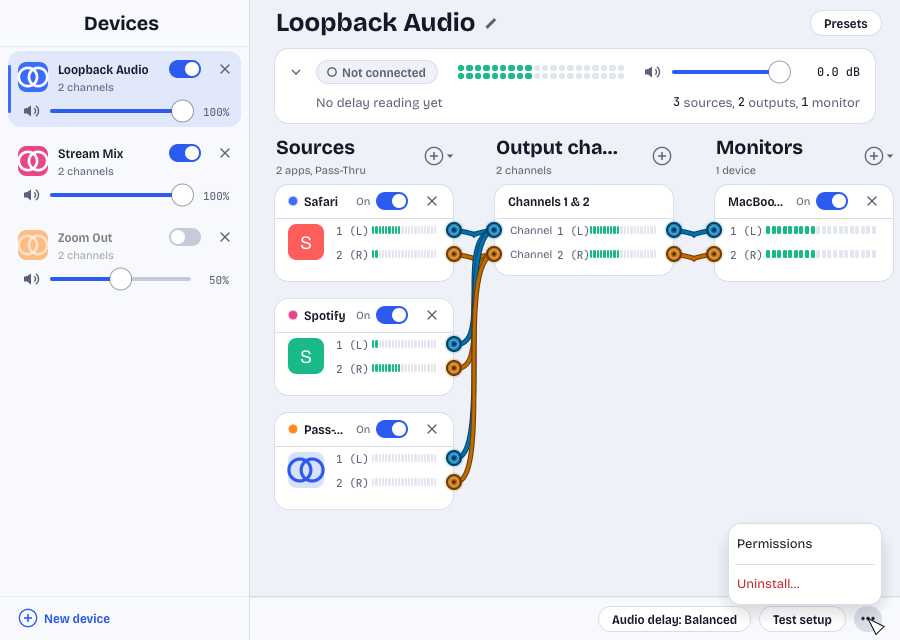 Devices
Loopback Audio
2 channels
100%
Stream Mix
2 channels
100%
Zoom Out
2 channels
50%
New device
Loopback Audio
Presets
Not connected
0.0 dB
No delay reading yet
3 sources, 2 outputs, 1 monitor
Sources
2 apps, Pass-Thru
Safari On
S
1 (L)
2 (R)
Spotify On
S
1 (L)
2 (R)
Pass-... On
1 (L)
2 (R)
Output cha...
2 channels
Channels 1 & 2
Channel 1 (L)
Channel 2 (R)
Monitors
1 device
MacBoo... On
1 (L)
2 (R)
Permissions
Uninstall...
Audio delay: Balanced
Test setup